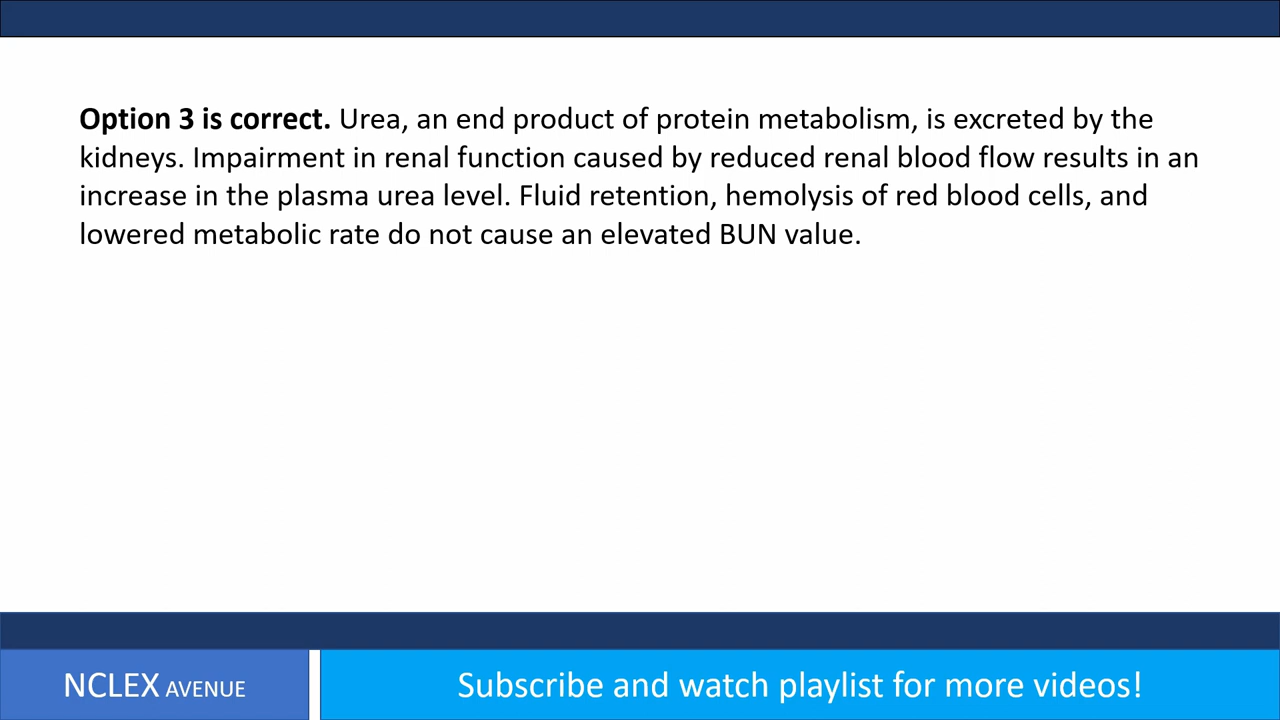 Option 3 is correct. Urea, an end product of protein metabolism, is excreted by the
kidneys. Impairment in renal function caused by reduced renal blood flow results in an
increase in the plasma urea level. Fluid retention, hemolysis of red blood cells, and
lowered metabolic rate do not cause an elevated BUN value.
NCLEX AVENUE
Subscribe and watch playlist for more videos!